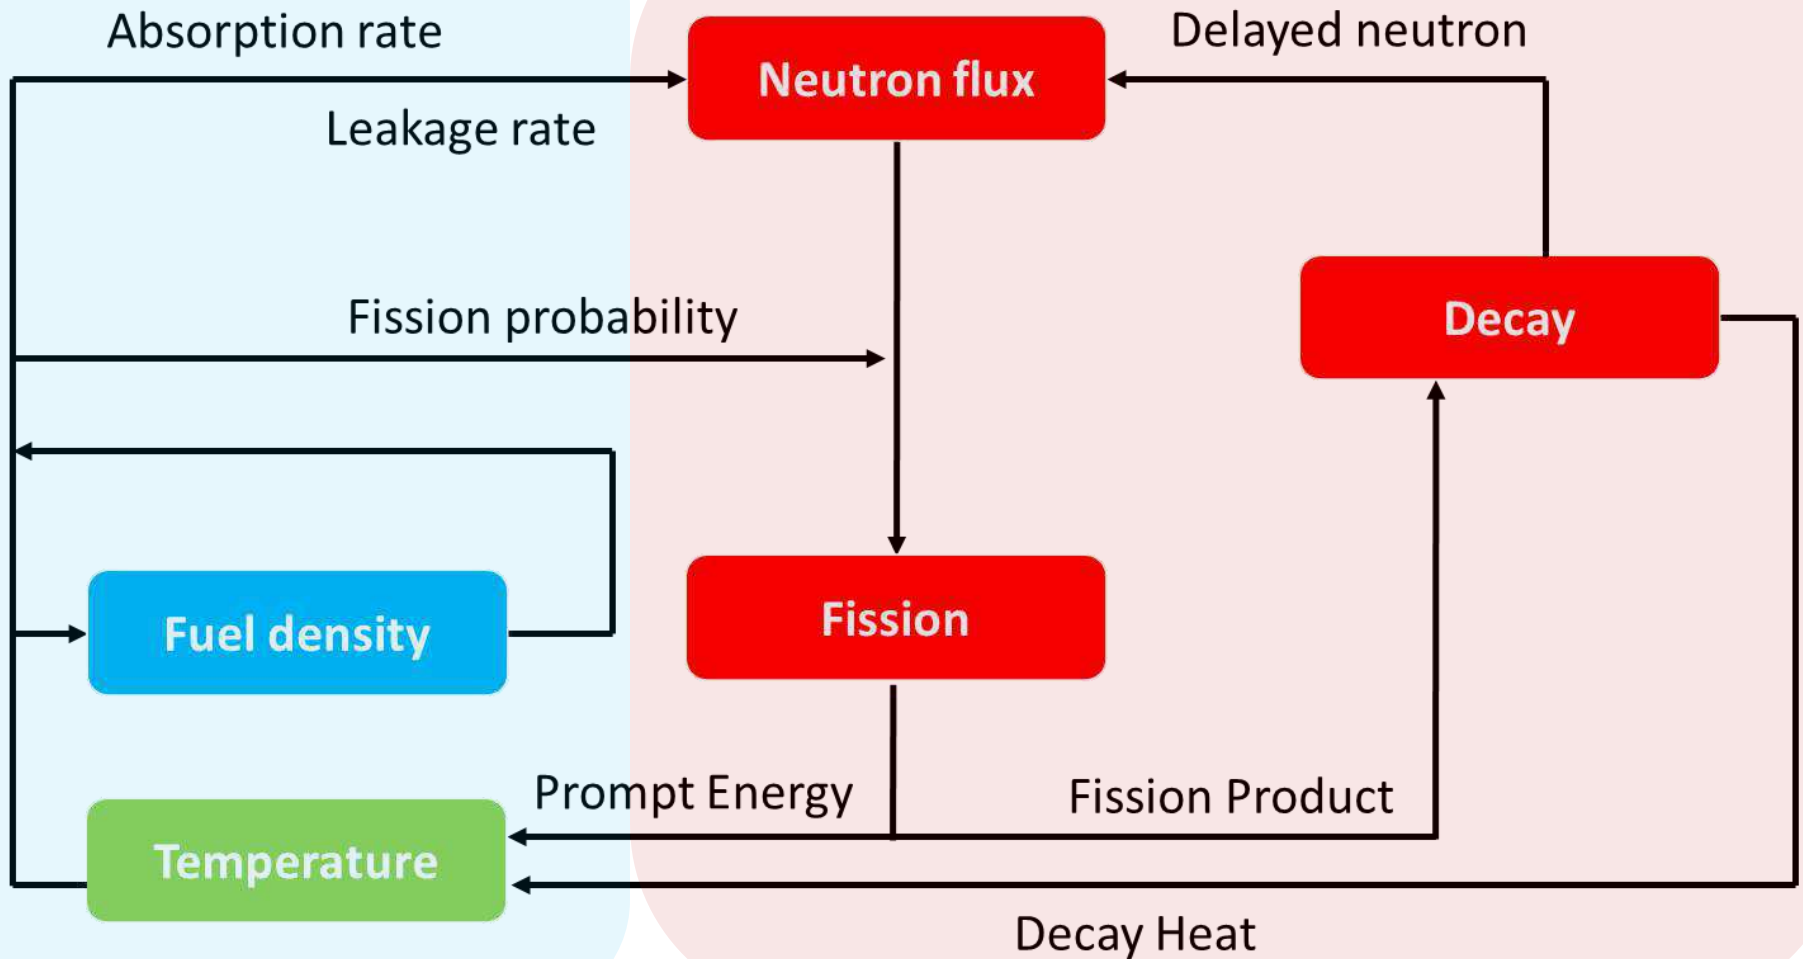 Absorption rate
Delayed neutron
Neutron flux
Leakage rate
Fission probability
Decay
Fission
Fuel density
Prompt Energy
Fission Product
Temperature
Decay Heat